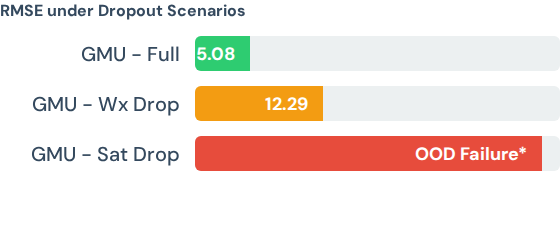 RMSE under Dropout Scenarios
GMU - Full 5.08
GMU - Wx Drop 12.29
GMU - Sat Drop OOD Failure*